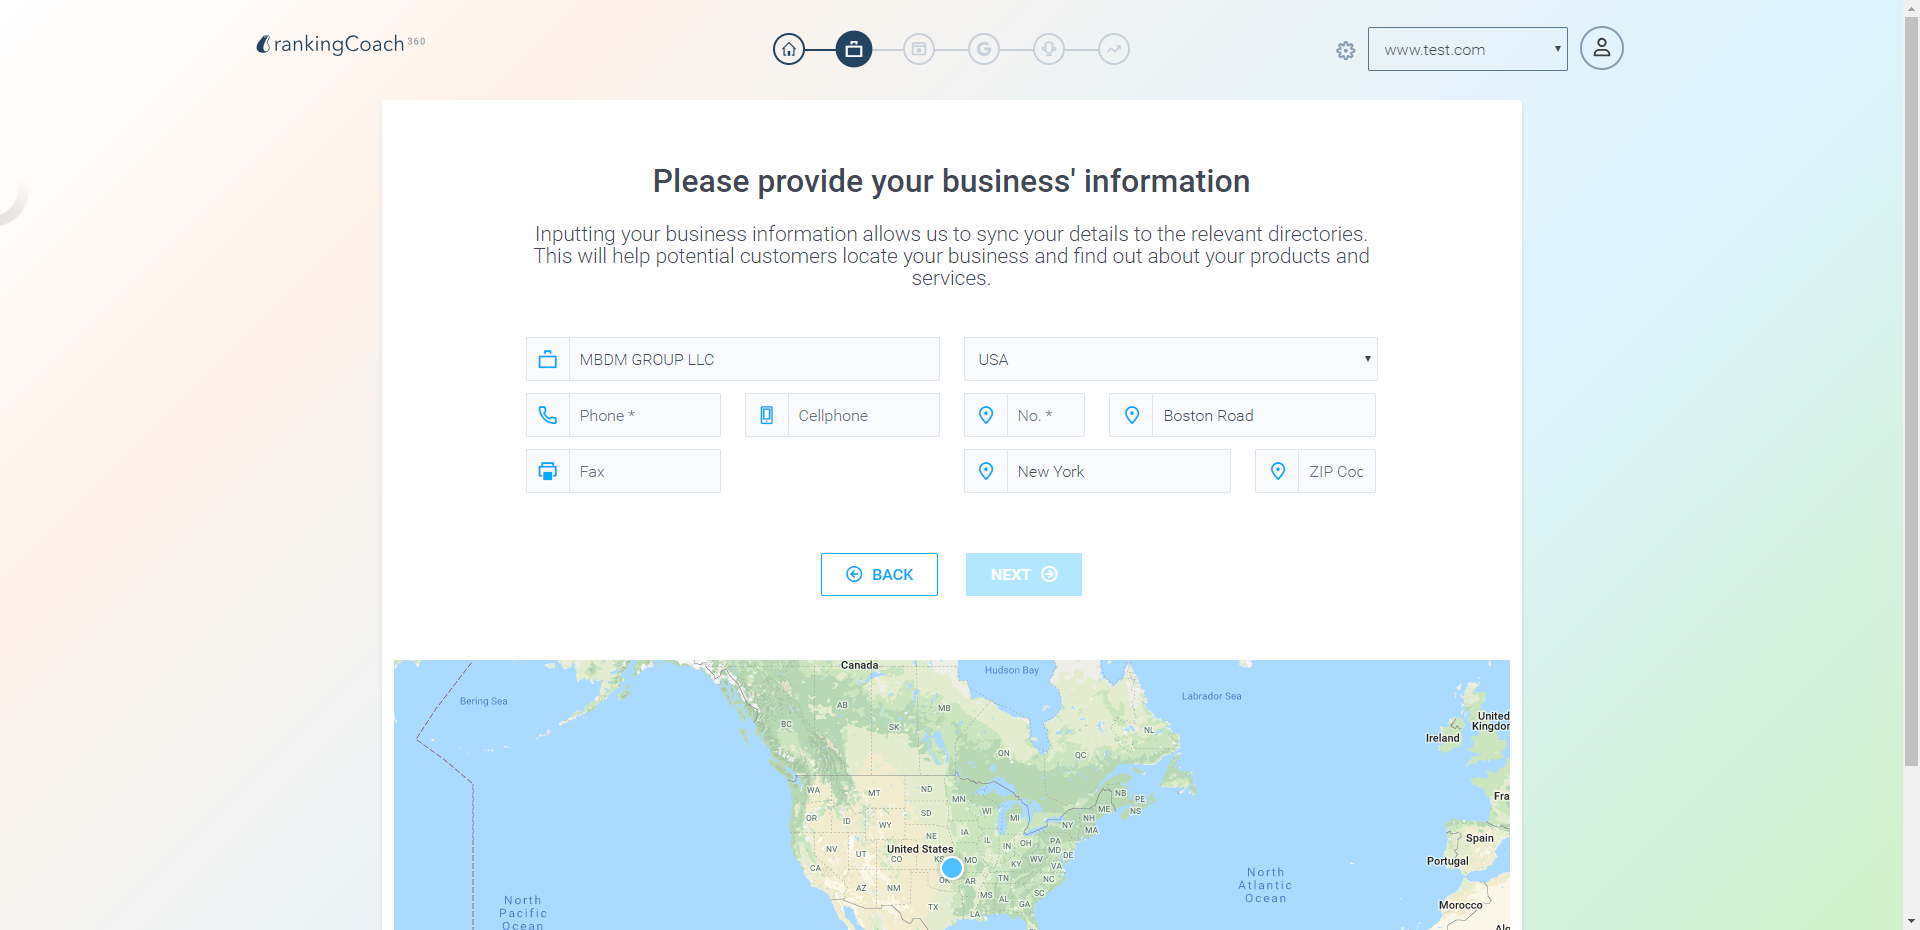 rankingCoach 360
www.test.com
Please provide your business' information
Inputting your business information allows us to sync your details to the relevant directories.
This will help potential customers locate your business and find out about your products and
services.
MBDM GROUP LLC
USA
Phone *
Cellphone
No. *
Boston Road
Fax
New York
ZIP Coc
BACK
NEXT
Canada
Hudson Bay
Bering Sea
Labrador Sea
AB
MB
BC
SK
NL
United
Kingdor
Ireland
ON
QC
WA
MT
ND
MN
NB
PE
NS
Fra
OR
ID
WY
SD
WI
MI
ME
NH
NY
MA
NV
UT
CO
NE
IA
IL
IN
OH
PA
MD
DE
Spain
United States
KS
MO
KY
WV
VA
Portugal
CA
AZ
NM
OK
AR
TN
NC
North
Atlantic
Ocean
TX
MS
AL
SC
GA
LA
Morocco
North
Pacific
Ocean
Alg